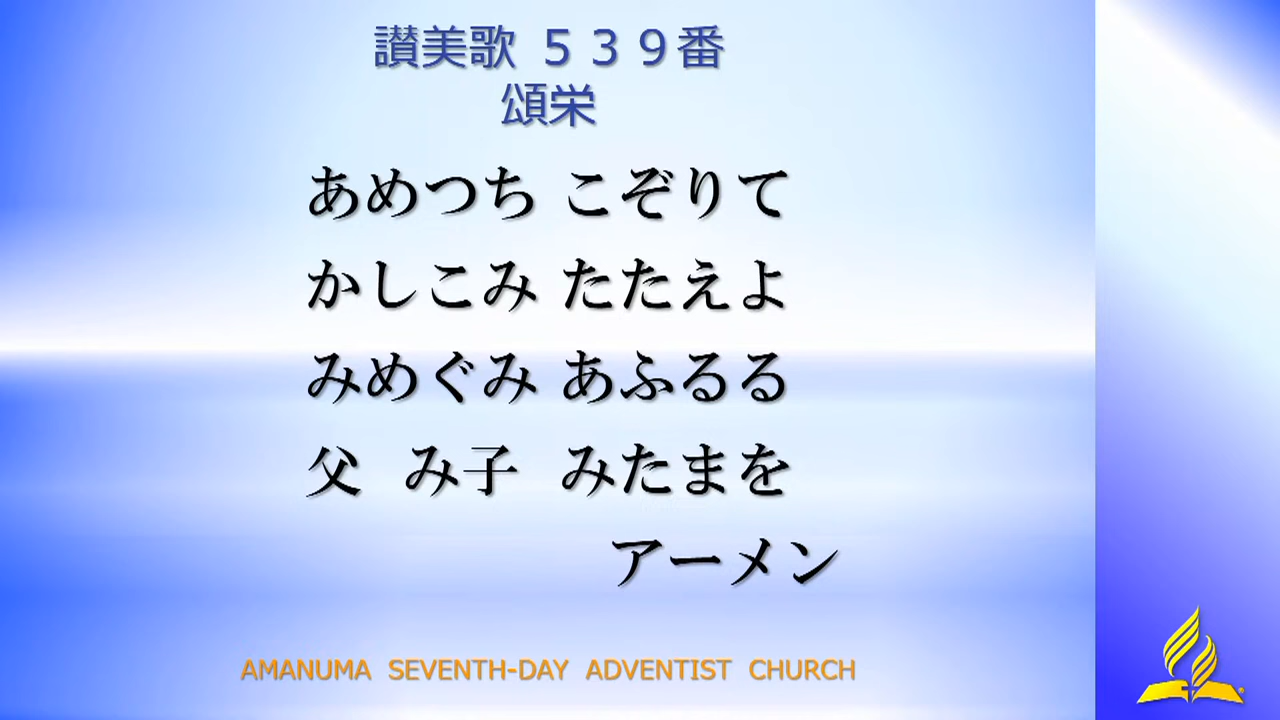 讃美歌 ５３９番
頌栄
あめつち こぞりて
かしこみ たたえよ
みめぐみ あふるる
父 み子 みたまを
アーメン
AMANUMA SEVENTH-DAY ADVENTIST CHURCH